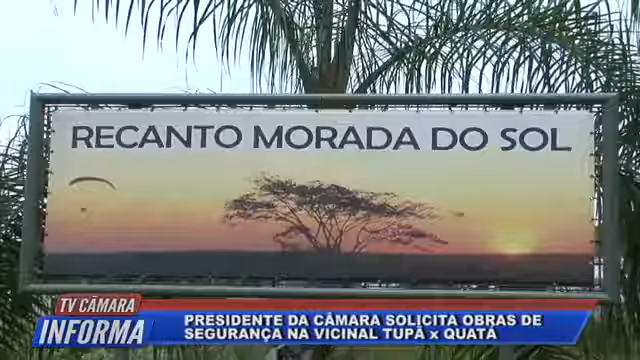 RECANTO MORADA DO SOL
TV CÂMARA
INFORMA
PRESIDENTE DA CÂMARA SOLICITA OBRAS DE
SEGURANÇA NA VICINAL TUPÃ x QUATÁ